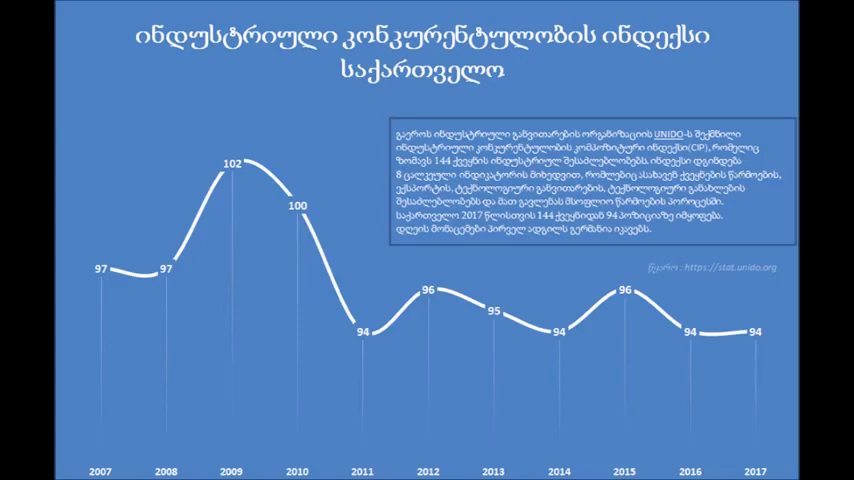 ინდუსტრიული კონკურენტულობის ინდექსი
საქართველო
გაეროს ინდუსტრიული განვითარების ორგანიზაციის UNIDO-ს შექმნილი
ინდუსტრიული კონკურენტულობის კომპოზიტური ინდექსი(CIP), რომელიც
ზომავს 144 ქვეყნის ინდუსტრიულ შესაძლებლობებს. ინდექსი დგინდება
8 ცალკეული ინდიკატორის მიხედვით, რომლებიც ასახავენ ქვეყნების წარმოების,
ექსპორტის, ტექნოლოგიური განვითარების, ტექნოლოგიური განახლების
შესაძლებლობებს და მათ გავლენას მსოფლიო წარმოების პოროცესში.
საქართველო 2017 წლისთვის 144 ქვეყნიდან 94 პოზიციაზე იმყოფება.
დღეის მონაცემები პირველ ადგილს გერმანია იკავებს.
წყარო : https://stat.unido.org
97 97 102 100 94 96 95 94 96 94 94
2007 2008 2009 2010 2011 2012 2013 2014 2015 2016 2017